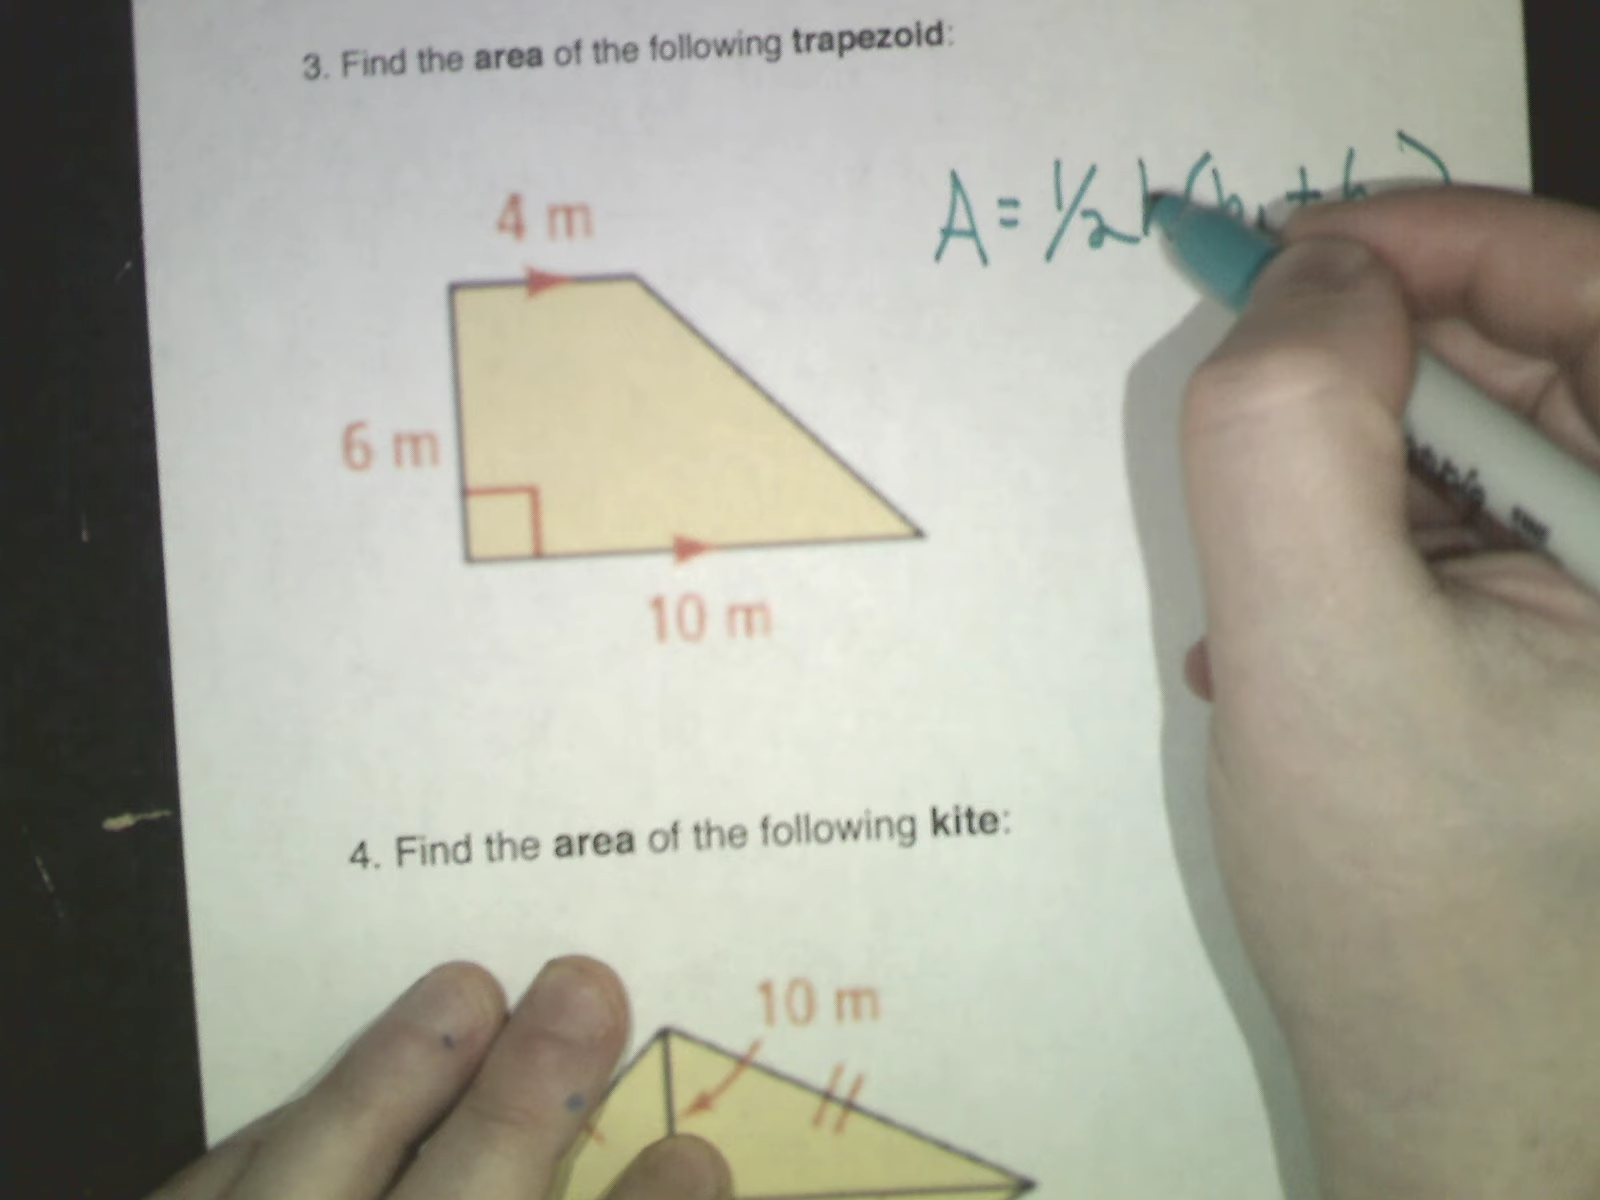 3. Find the area of the following trapezoid:
A = 1/2 h(b₁ +
4 m
6 m
10 m
4. Find the area of the following kite:
10 m